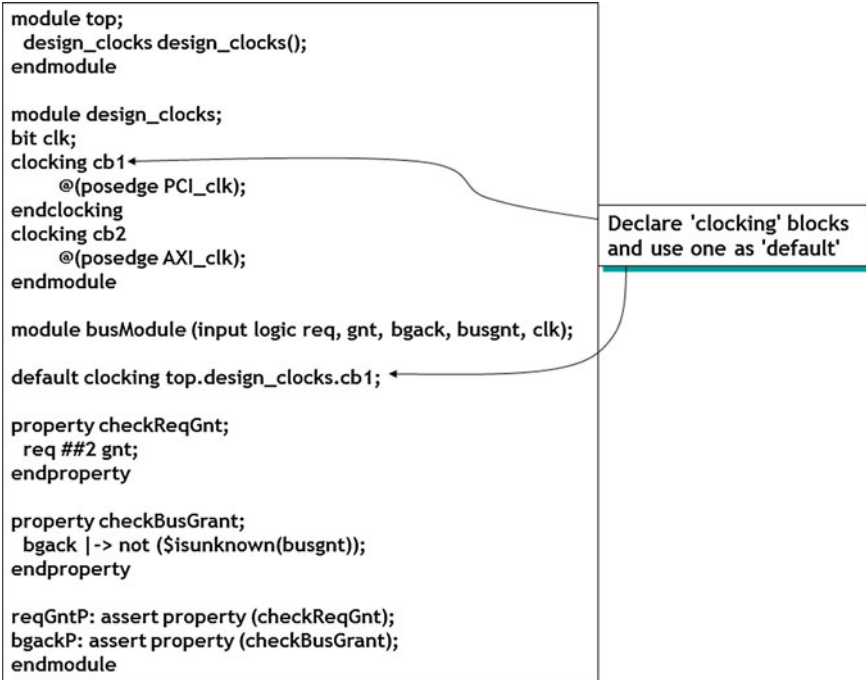 module top;
design_clocks design_clocks();
endmodule
module design_clocks;
bit clk;
clocking cb1
@(posedge PCI_clk);
endclocking
clocking cb2
@(posedge AXI_clk);
endmodule
module busModule (input logic req, gnt, bgack, busgnt, clk);
default clocking top.design_clocks.cb1;
property checkReqGnt;
req ##2 gnt;
endproperty
property checkBusGrant;
bgack |-> not ($isunknown(busgnt));
endproperty
reqGntP: assert property (checkReqGnt);
bgackP: assert property (checkBusGrant);
endmodule
Declare 'clocking' blocks
and use one as 'default'